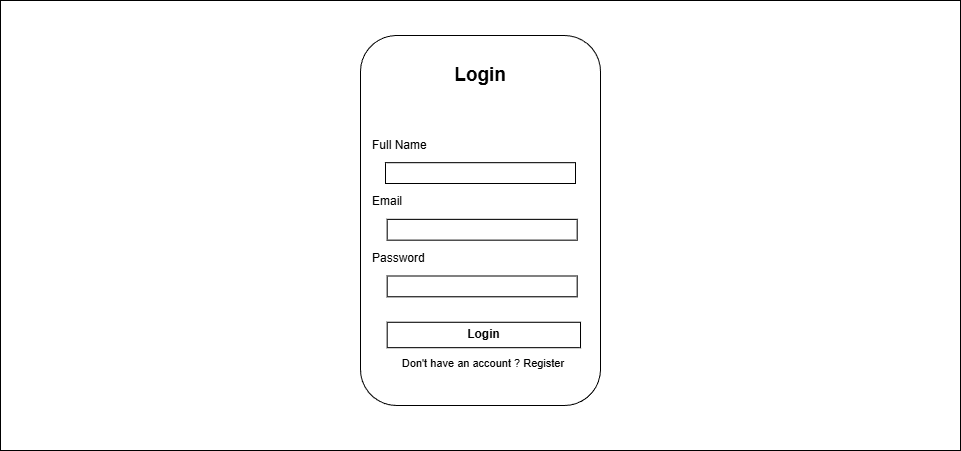 Login
Full Name
Email
Password
Login
Don't have an account ? Register